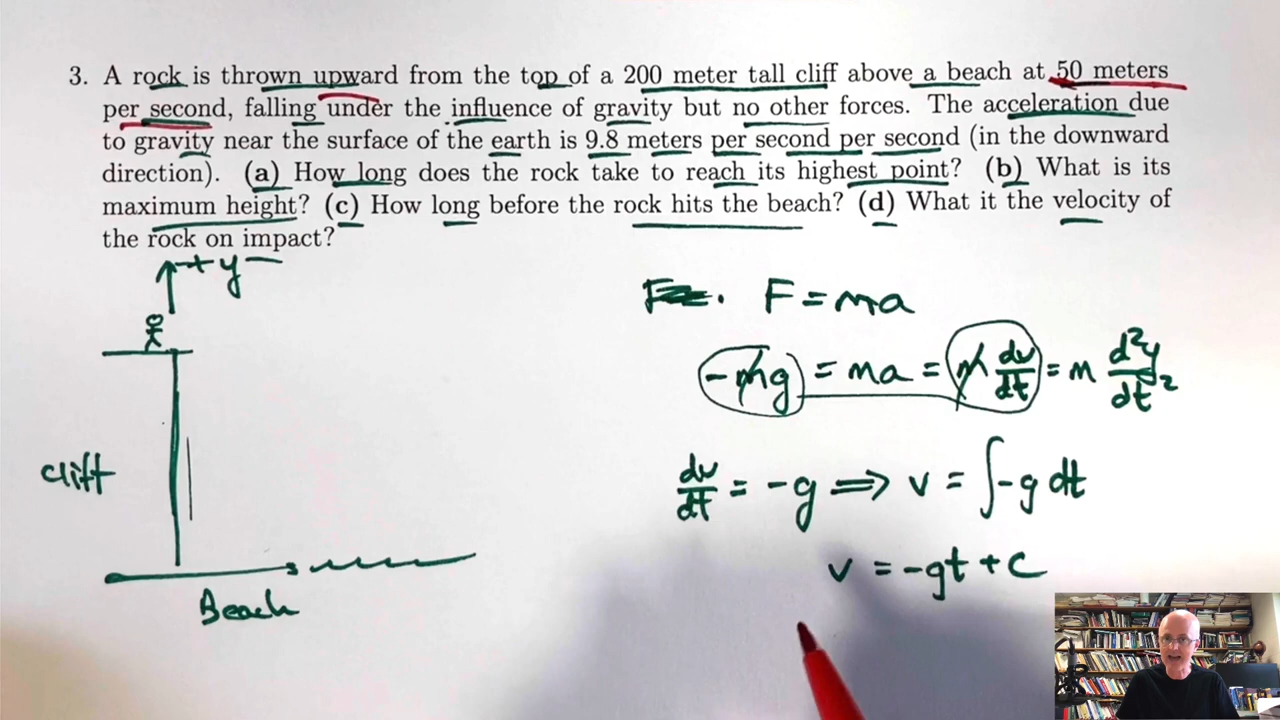 3. A rock is thrown upward from the top of a 200 meter tall cliff above a beach at 50 meters
per second, falling under the influence of gravity but no other forces. The acceleration due
to gravity near the surface of the earth is 9.8 meters per second per second (in the downward
direction). (a) How long does the rock take to reach its highest point? (b) What is its
maximum height? (c) How long before the rock hits the beach? (d) What it the velocity of
the rock on impact?
+y
F = ma
-mg = ma = m dv/dt = m d²y/dt²
cliff
dv/dt = -g ⟹ v = ∫-g dt
v = -gt + C
Beach